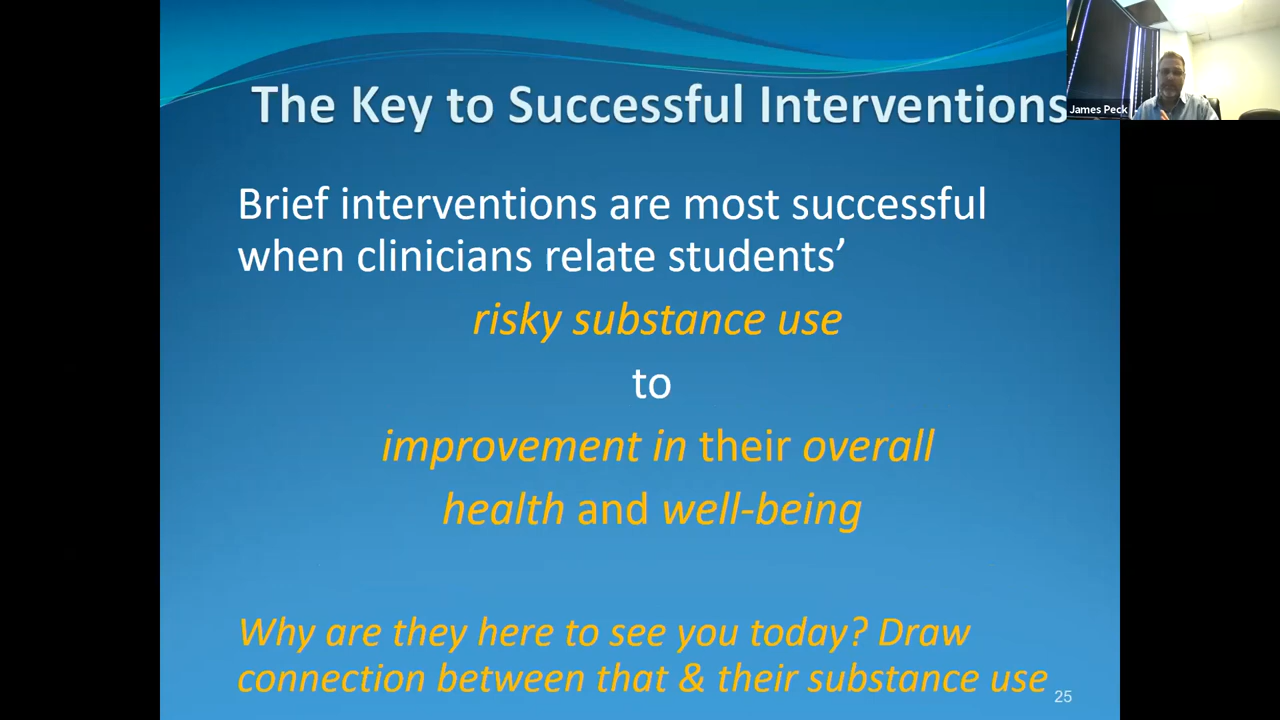 The Key to Successful Interventions
James Peck
Brief interventions are most successful
when clinicians relate students’
risky substance use
to
improvement in their overall
health and well-being
Why are they here to see you today? Draw
connection between that & their substance use
25